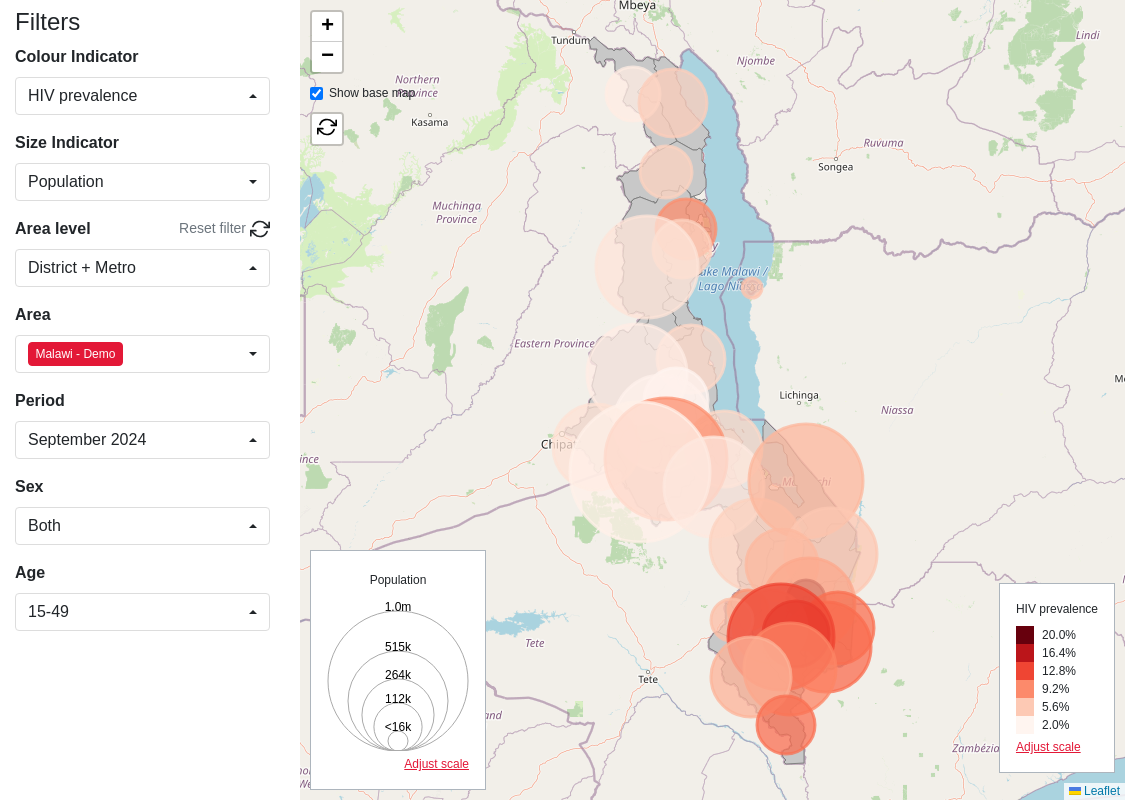 Filters
Colour Indicator
HIV prevalence
Size Indicator
Population
Area level
Reset filter
District + Metro
Area
Malawi - Demo
Period
September 2024
Sex
Both
Age
15-49
+
−
Show base map
Mbeya
Tundum
Lindi
Njombe
Northern
Province
Kasama
Ruvuma
Songea
Muchinga
Province
Lake Malawi /
Eastern Province
Lichinga
Niassa
Chipa
ince
Tete
Tete
Zambézia
Population
1.0m
515k
264k
112k
<16k
Adjust scale
HIV prevalence
20.0%
16.4%
12.8%
9.2%
5.6%
2.0%
Adjust scale
Leaflet